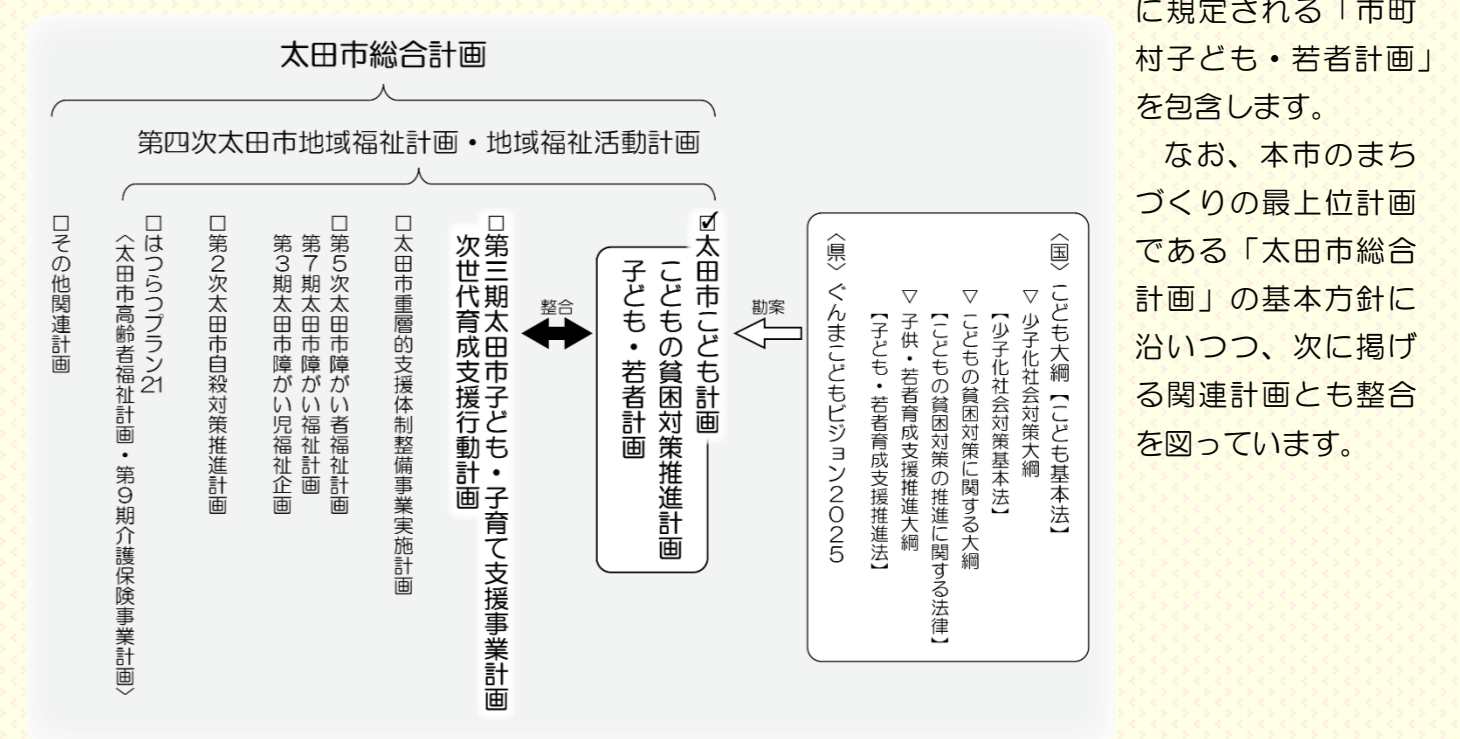 に規定される「市町
村子ども・若者計画」
を包含します。
なお、本市のまち
づくりの最上位計画
である「太田市総合
計画」の基本方針に
沿いつつ、次に掲げ
る関連計画とも整合
を図っています。
太田市総合計画
第四次太田市地域福祉計画・地域福祉活動計画
〈国〉こども大綱【こども基本法】
▽少子化社会対策大綱
【少子化社会対策基本法】
▽こどもの貧困対策に関する大綱
【こどもの貧困対策の推進に関する法律】
▽子供・若者育成支援推進大綱
【子ども・若者育成支援推進法】
〈県〉ぐんまこどもビジョン2025
勘案
☑太田市こども計画
こどもの貧困対策推進計画
子ども・若者計画
整合
□第三期太田市子ども・子育て支援事業計画
次世代育成支援行動計画
□太田市重層的支援体制整備事業実施計画
□第5次太田市障がい者福祉計画
第7期太田市障がい福祉計画
第3期太田市障がい児福祉企画
□第2次太田市自殺対策推進計画
□はつらつプラン21
〈太田市高齢者福祉計画・第9期介護保険事業計画〉
□その他関連計画